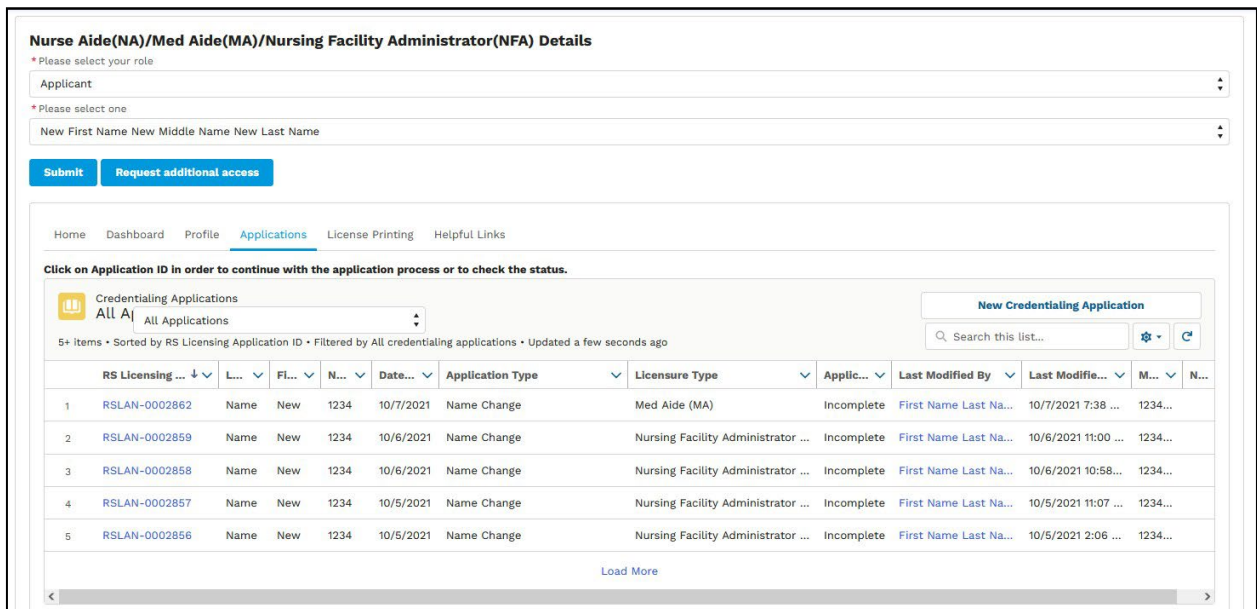 Nurse Aide(NA)/Med Aide(MA)/Nursing Facility Administrator(NFA) Details
* Please select your role
Applicant
* Please select one
New First Name New Middle Name New Last Name
Submit Request additional access
Home Dashboard Profile Applications License Printing Helpful Links
Click on Application ID in order to continue with the application process or to check the status.
Credentialing Applications
All Ap All Applications
New Credentialing Application
5+ items • Sorted by RS Licensing Application ID • Filtered by All credentialing applications • Updated a few seconds ago
Search this list...
RS Licensing ... L... Fi... N... Date... Application Type Licensure Type Applic... Last Modified By Last Modifie... M... N...
1 RSLAN-0002862 Name New 1234 10/7/2021 Name Change Med Aide (MA) Incomplete First Name Last Na... 10/7/2021 7:38 ... 1234...
2 RSLAN-0002859 Name New 1234 10/6/2021 Name Change Nursing Facility Administrator ... Incomplete First Name Last Na... 10/6/2021 11:00 ... 1234...
3 RSLAN-0002858 Name New 1234 10/6/2021 Name Change Nursing Facility Administrator ... Incomplete First Name Last Na... 10/6/2021 10:58... 1234...
4 RSLAN-0002857 Name New 1234 10/5/2021 Name Change Nursing Facility Administrator ... Incomplete First Name Last Na... 10/5/2021 11:07 ... 1234...
5 RSLAN-0002856 Name New 1234 10/5/2021 Name Change Nursing Facility Administrator ... Incomplete First Name Last Na... 10/5/2021 2:06 ... 1234...
Load More